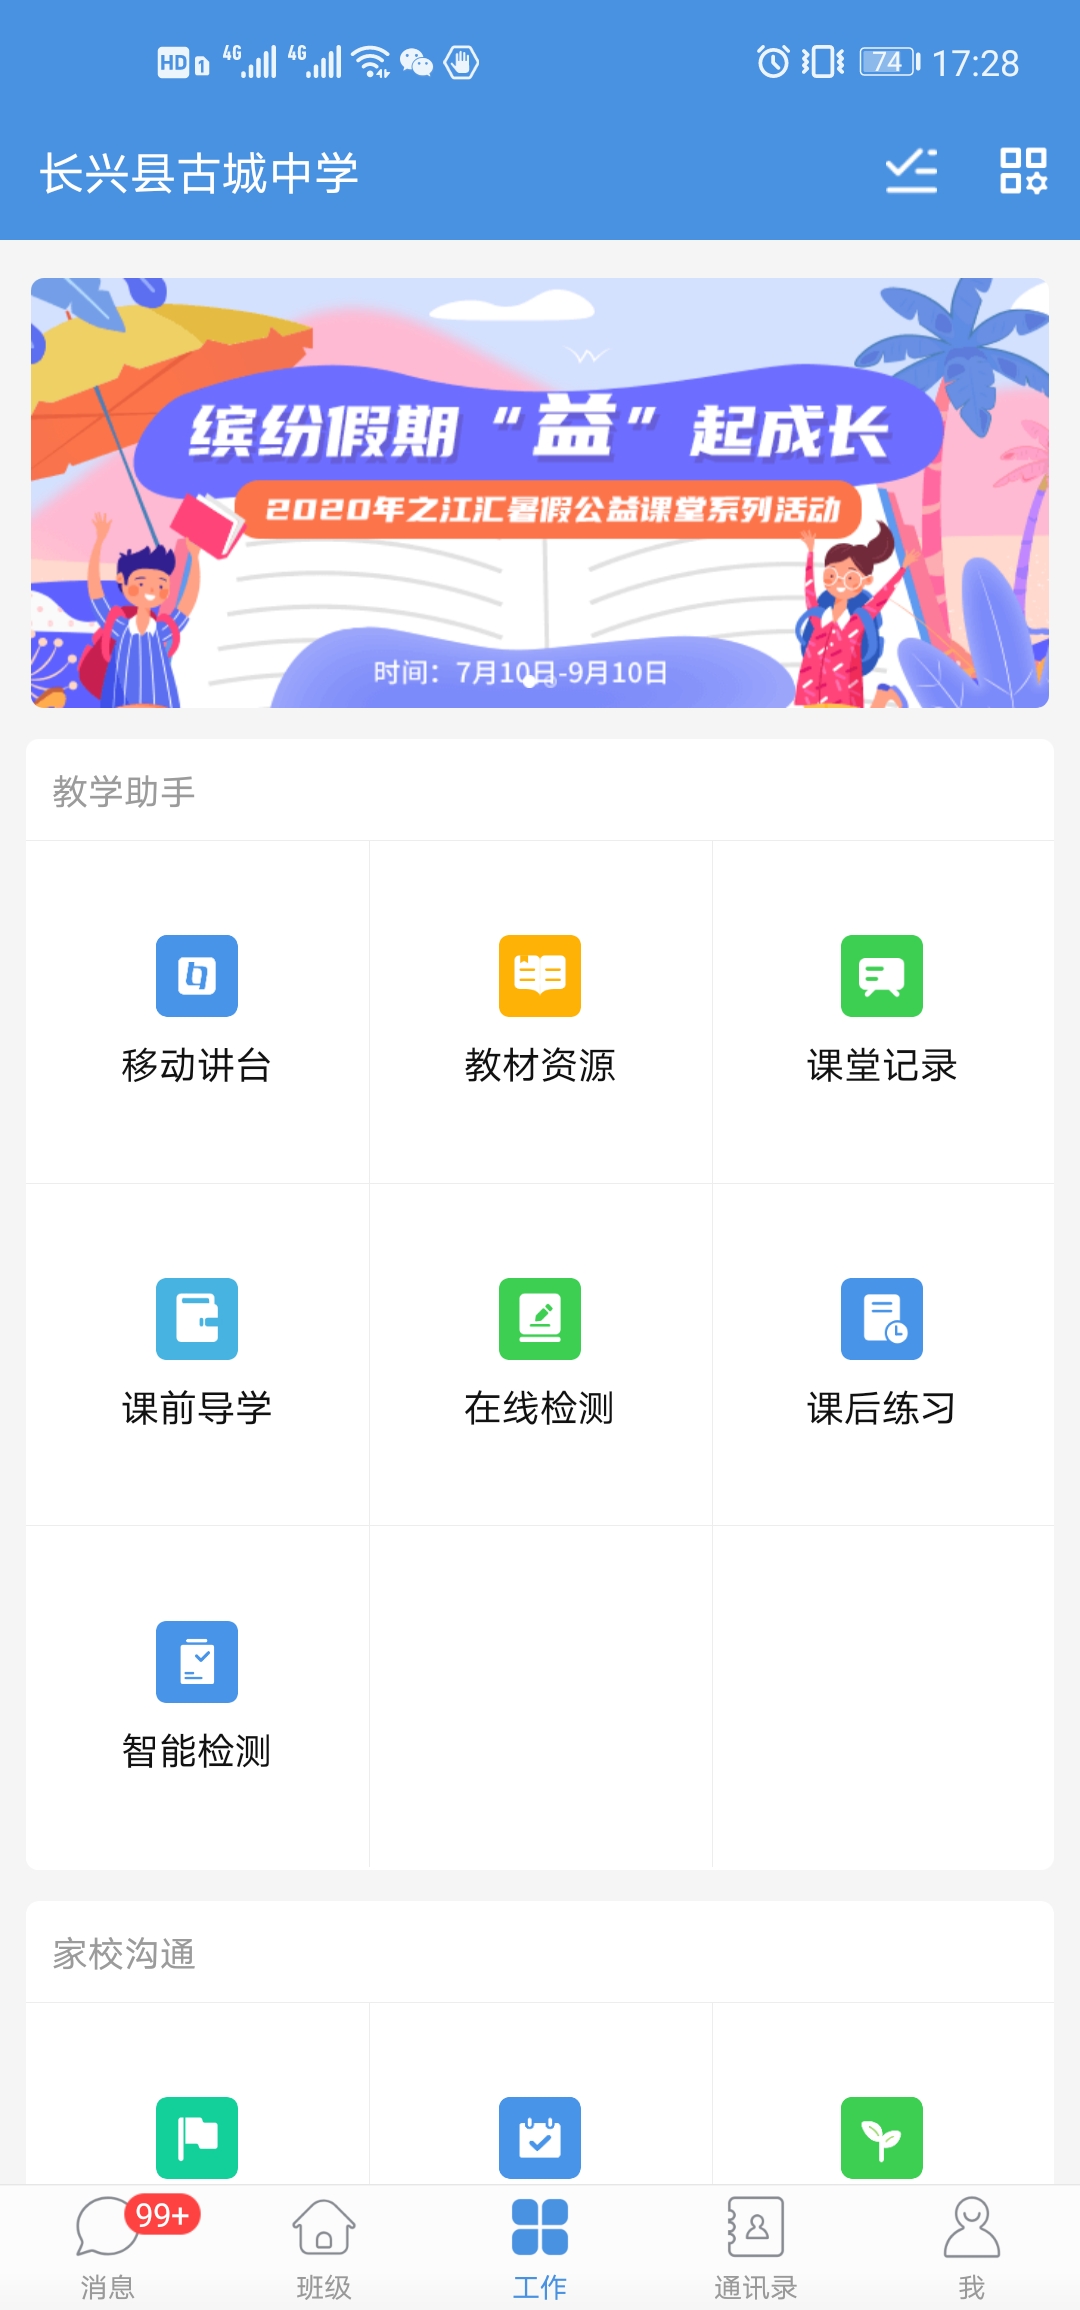 HD 1 4G 4G 74 17:28
长兴县古城中学
缤纷假期“益”起成长
2020年之江汇暑假公益课堂系列活动
时间：7月10日-9月10日
教学助手
移动讲台 教材资源 课堂记录
课前导学 在线检测 课后练习
智能检测
家校沟通
99+
消息 班级 工作 通讯录 我